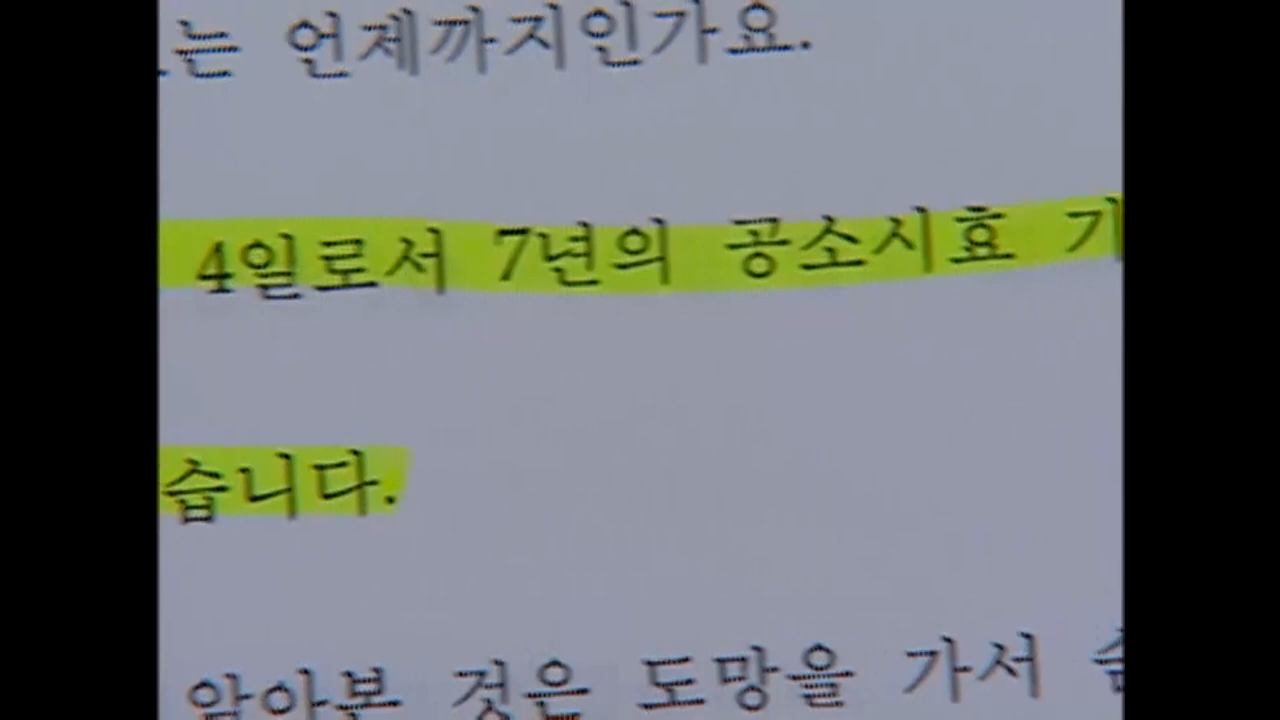 는 언제까지인가요.
4일로서 7년의 공소시효 기
습니다.
알아본 것은 도망을 가서